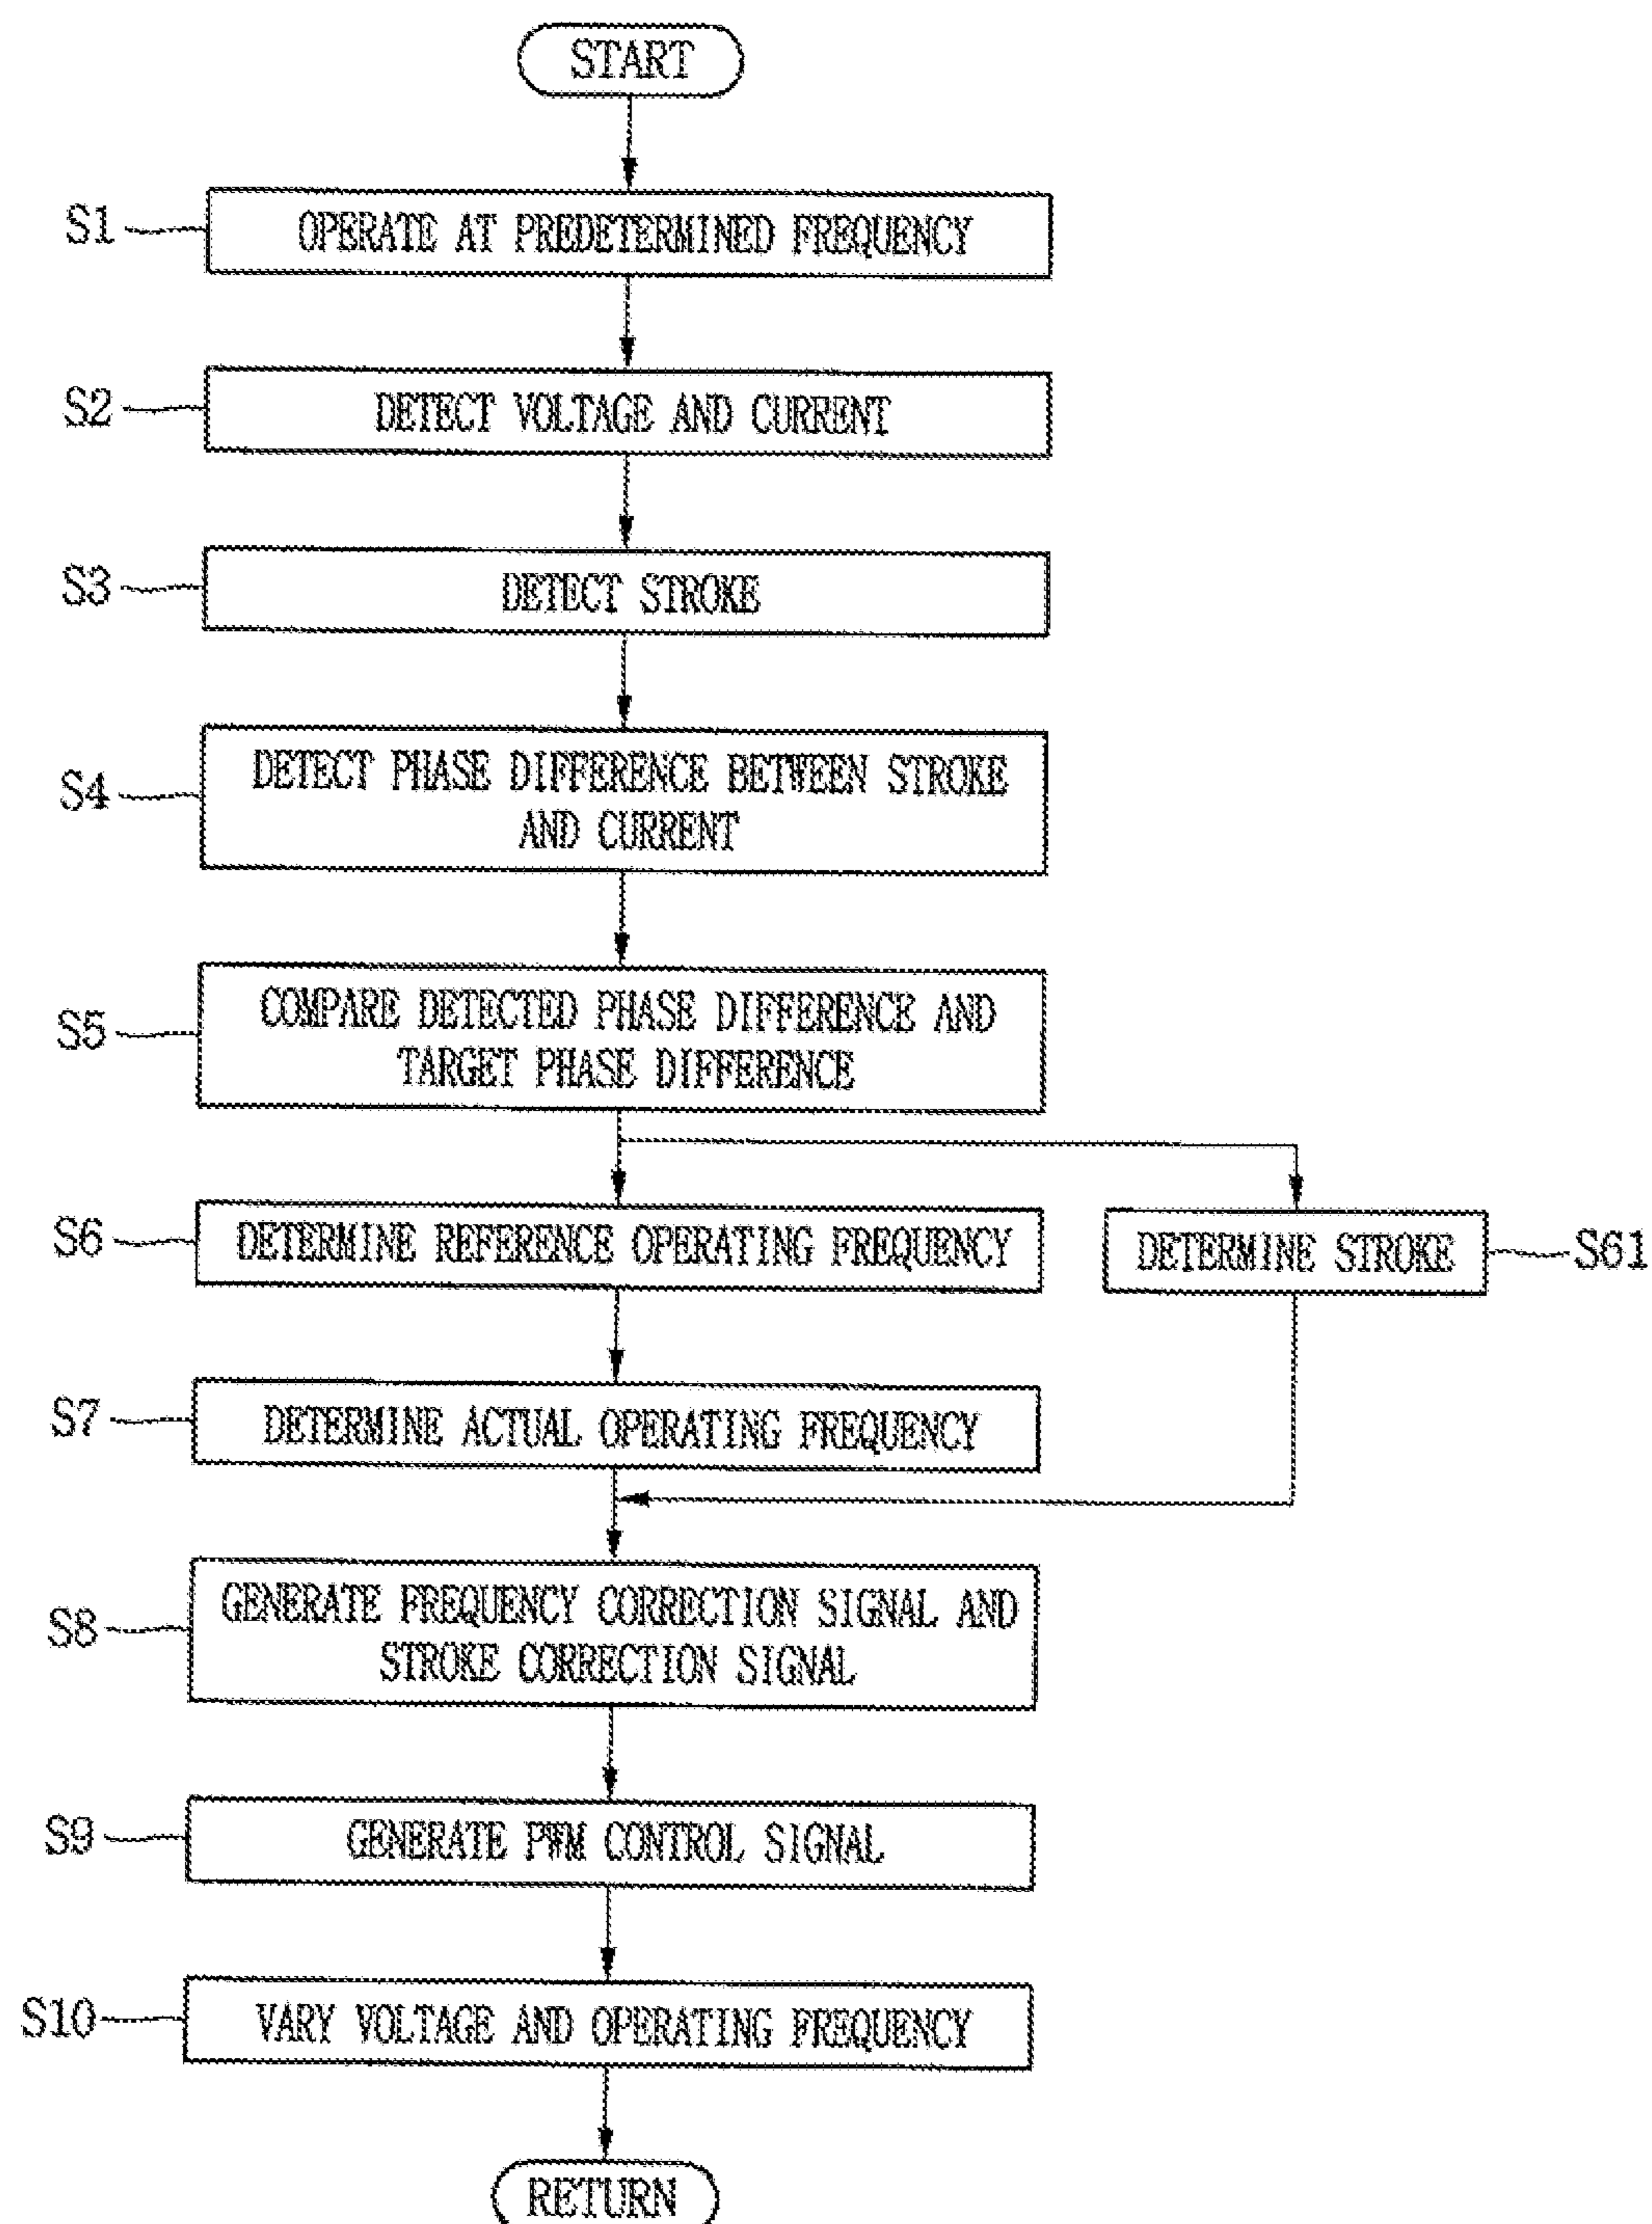 START
S1
OPERATE AT PREDETERMINED FREQUENCY
S2
DETECT VOLTAGE AND CURRENT
S3
DETECT STROKE
S4
DETECT PHASE DIFFERENCE BETWEEN STROKE
AND CURRENT
S5
COMPARE DETECTED PHASE DIFFERENCE AND
TARGET PHASE DIFFERENCE
S6
DETERMINE REFERENCE OPERATING FREQUENCY
DETERMINE STROKE
S61
S7
DETERMINE ACTUAL OPERATING FREQUENCY
S8
GENERATE FREQUENCY CORRECTION SIGNAL AND
STROKE CORRECTION SIGNAL
S9
GENERATE PWM CONTROL SIGNAL
S10
VARY VOLTAGE AND OPERATING FREQUENCY
RETURN